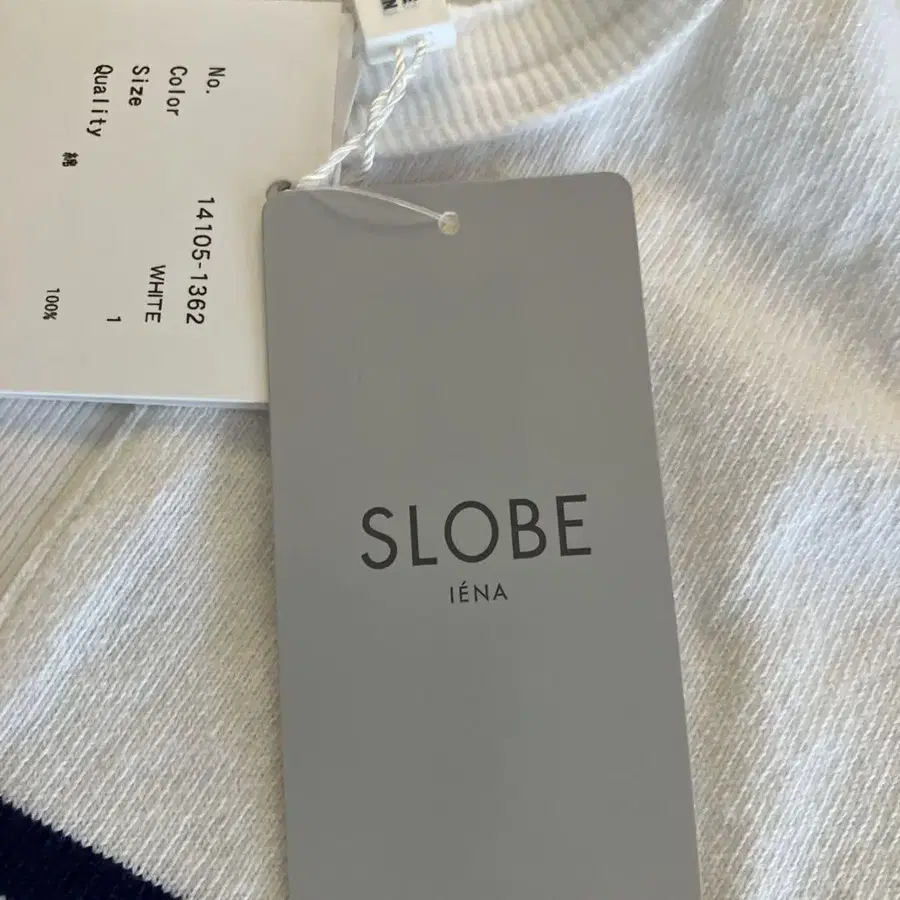 No. 14105-1362
Color WHITE
Size 1
Quality
綿 100%
SLOBE
IÉNA